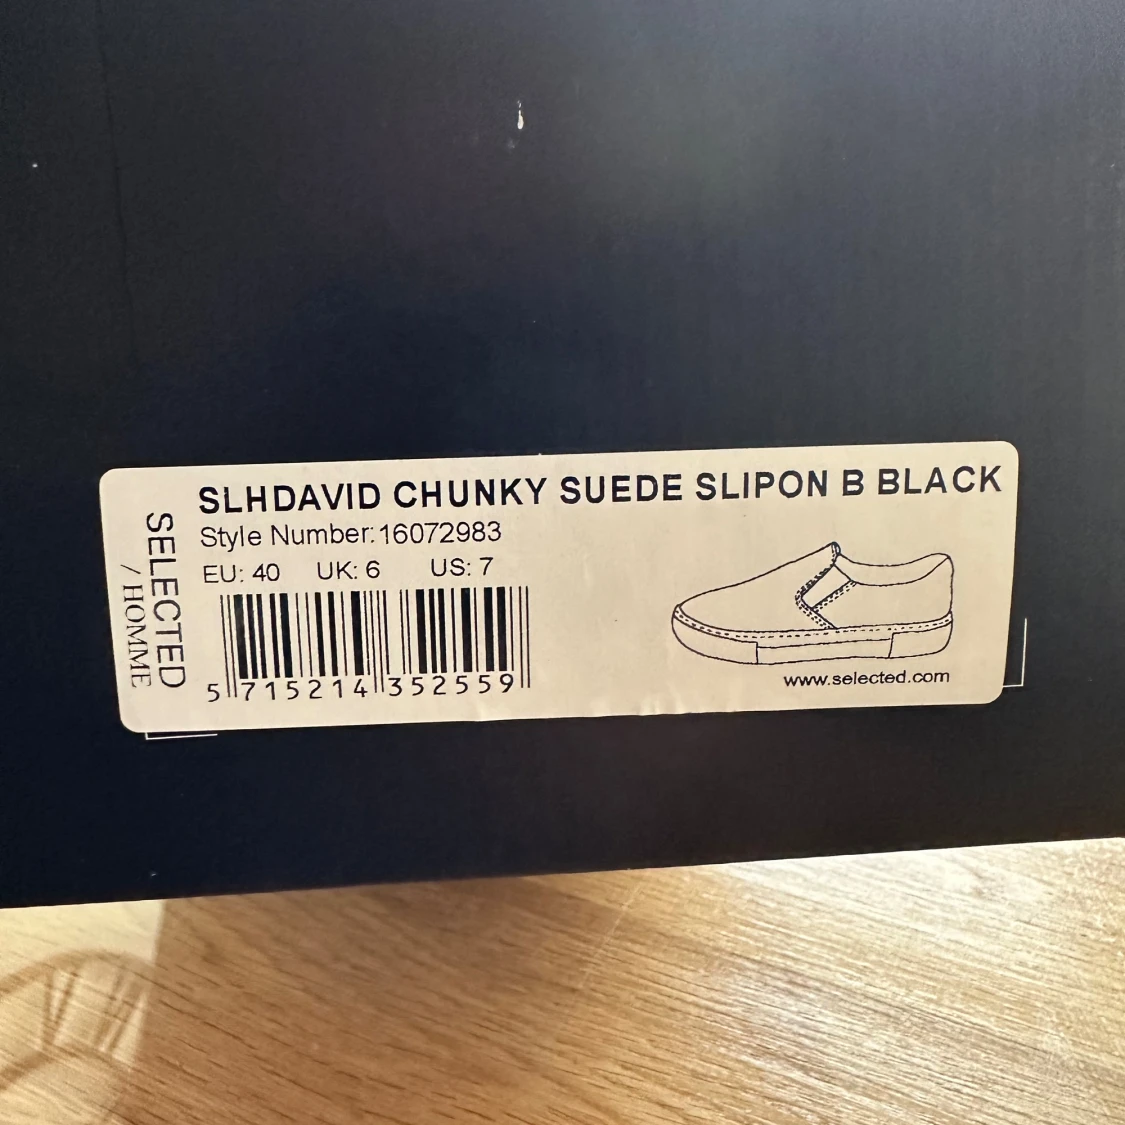 SLHDAVID CHUNKY SUEDE SLIPON B BLACK
Style Number: 16072983
EU: 40 UK: 6 US: 7
5 715214 352559
www.selected.com
SELECTED
/ HOMME